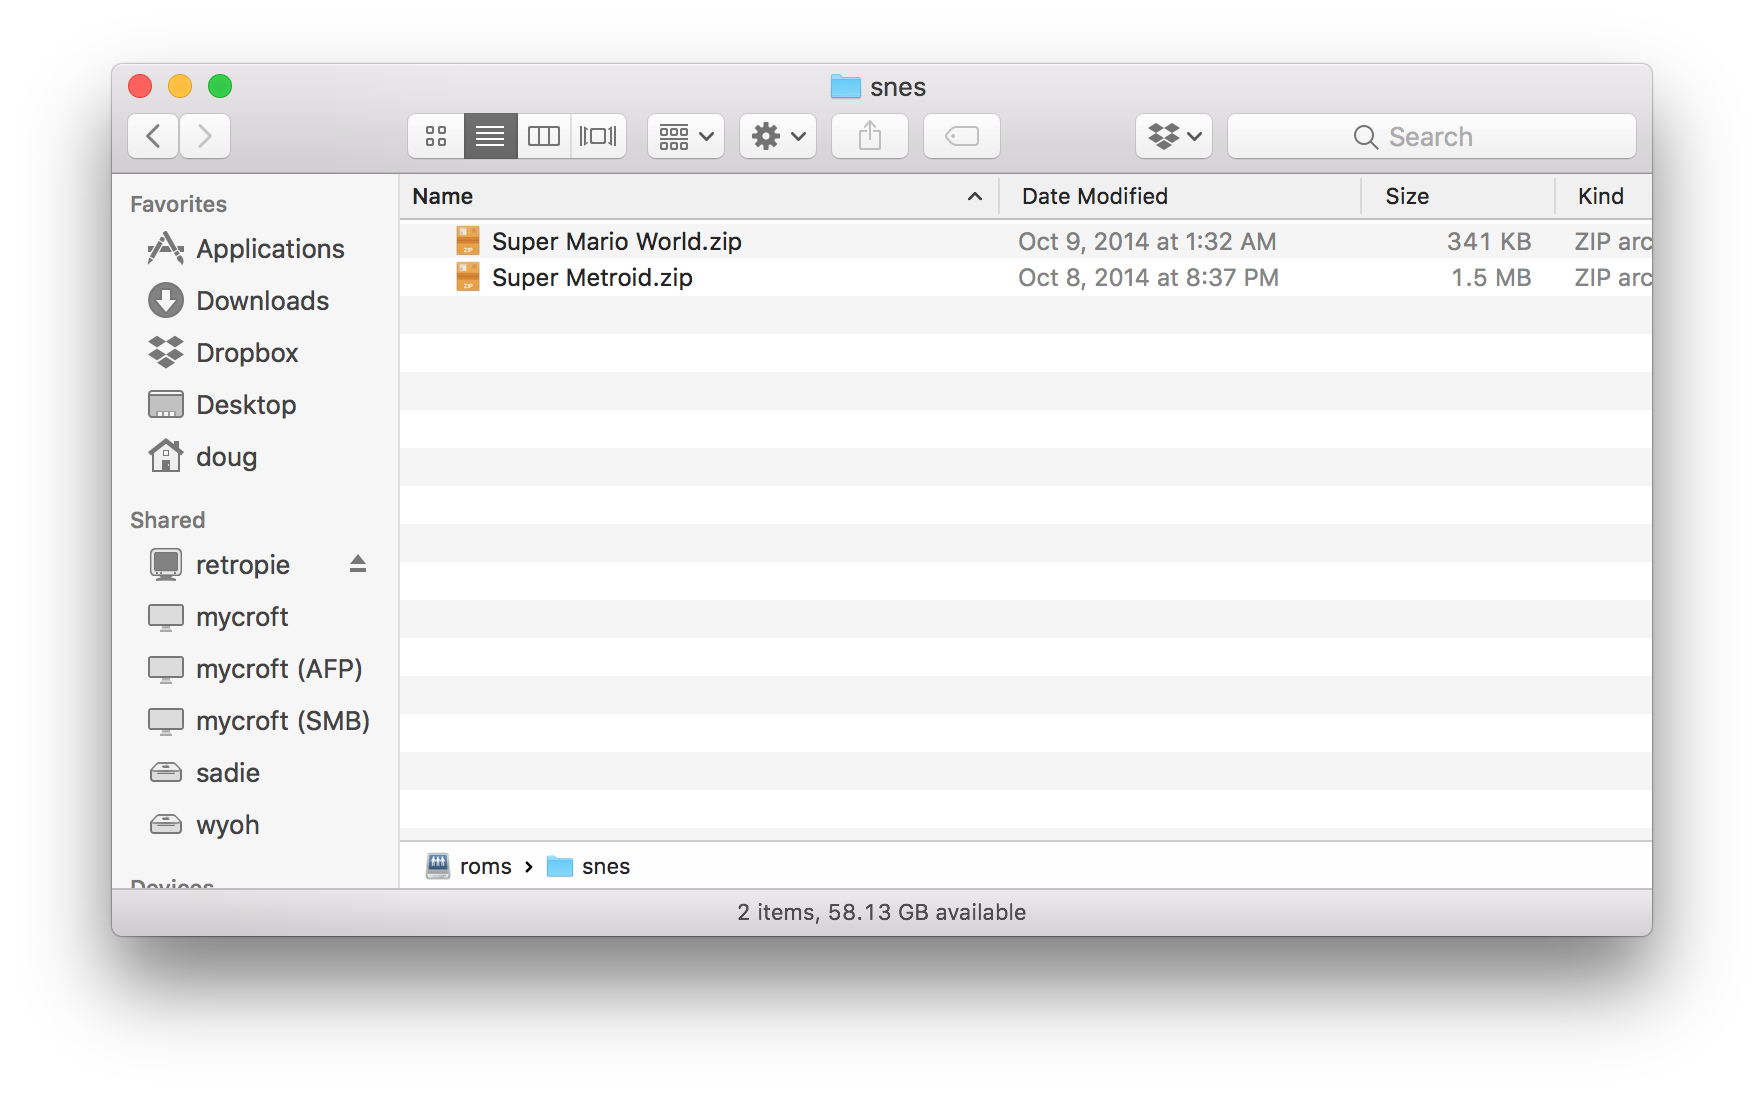 snes
Search
Favorites
Applications
Downloads
Dropbox
Desktop
doug
Shared
retropie
mycroft
mycroft (AFP)
mycroft (SMB)
sadie
wyoh
Devices
Name Date Modified Size Kind
Super Mario World.zip Oct 9, 2014 at 1:32 AM 341 KB ZIP arc
Super Metroid.zip Oct 8, 2014 at 8:37 PM 1.5 MB ZIP arc
roms › snes
2 items, 58.13 GB available